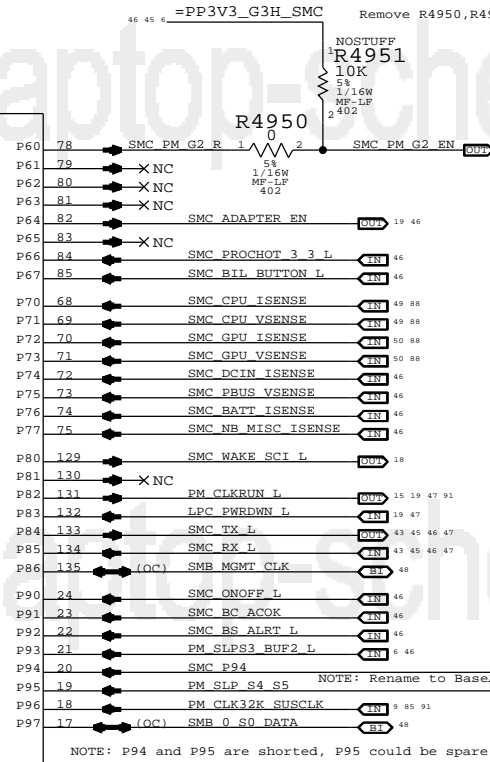 =PP3V3_G3H_SMC
46 45 6
Remove R4950,R49
NOSTUFF
1 R4951
10K
5%
1/16W
MF-LF
2 402
R4950
0
P60 78 SMC_PM_G2_R 1 2 SMC_PM_G2_EN OUT
5%
1/16W
MF-LF
402
P61 79 NC
P62 80 NC
P63 81 NC
P64 82 SMC_ADAPTER_EN OUT 19 46
P65 83 NC
P66 84 SMC_PROCHOT_3_3_L IN 46
P67 85 SMC_BIL_BUTTON_L IN 46
P70 68 SMC_CPU_ISENSE IN 49 88
P71 69 SMC_CPU_VSENSE IN 49 88
P72 70 SMC_GPU_ISENSE IN 50 88
P73 71 SMC_GPU_VSENSE IN 50 88
P74 72 SMC_DCIN_ISENSE IN 46
P75 73 SMC_PBUS_VSENSE IN 46
P76 74 SMC_BATT_ISENSE IN 46
P77 75 SMC_NB_MISC_ISENSE IN 46
P80 129 SMC_WAKE_SCI_L OUT 18
P81 130 NC
P82 131 PM_CLKRUN_L OUT 15 19 47 91
P83 132 LPC_PWRDWN_L IN 19 47
P84 133 SMC_TX_L OUT 43 45 46 47
P85 134 SMC_RX_L IN 43 45 46 47
P86 135 (OC) SMB_MGMT_CLK BI 48
P90 24 SMC_ONOFF_L IN 46
P91 23 SMC_BC_ACOK IN 46
P92 22 SMC_BS_ALRT_L IN 46
P93 21 PM_SLPS3_BUF2_L IN 6 46
P94 20 SMC_P94
NOTE: Rename to Base
P95 19 PM_SLP_S4_S5
P96 18 PM_CLK32K_SUSCLK IN 9 85 91
P97 17 (OC) SMB_0_S0_DATA BI 48
NOTE: P94 and P95 are shorted, P95 could be spare
laptop-sche
laptop-sche